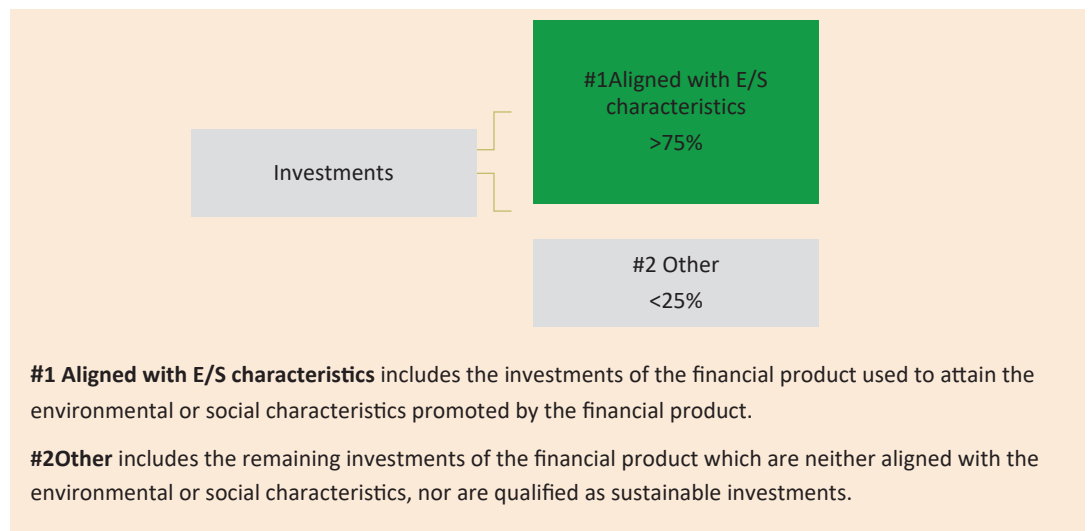 #1Aligned with E/S
characteristics
>75%
Investments
#2 Other
<25%
#1 Aligned with E/S characteristics includes the investments of the financial product used to attain the
environmental or social characteristics promoted by the financial product.
#2Other includes the remaining investments of the financial product which are neither aligned with the
environmental or social characteristics, nor are qualified as sustainable investments.